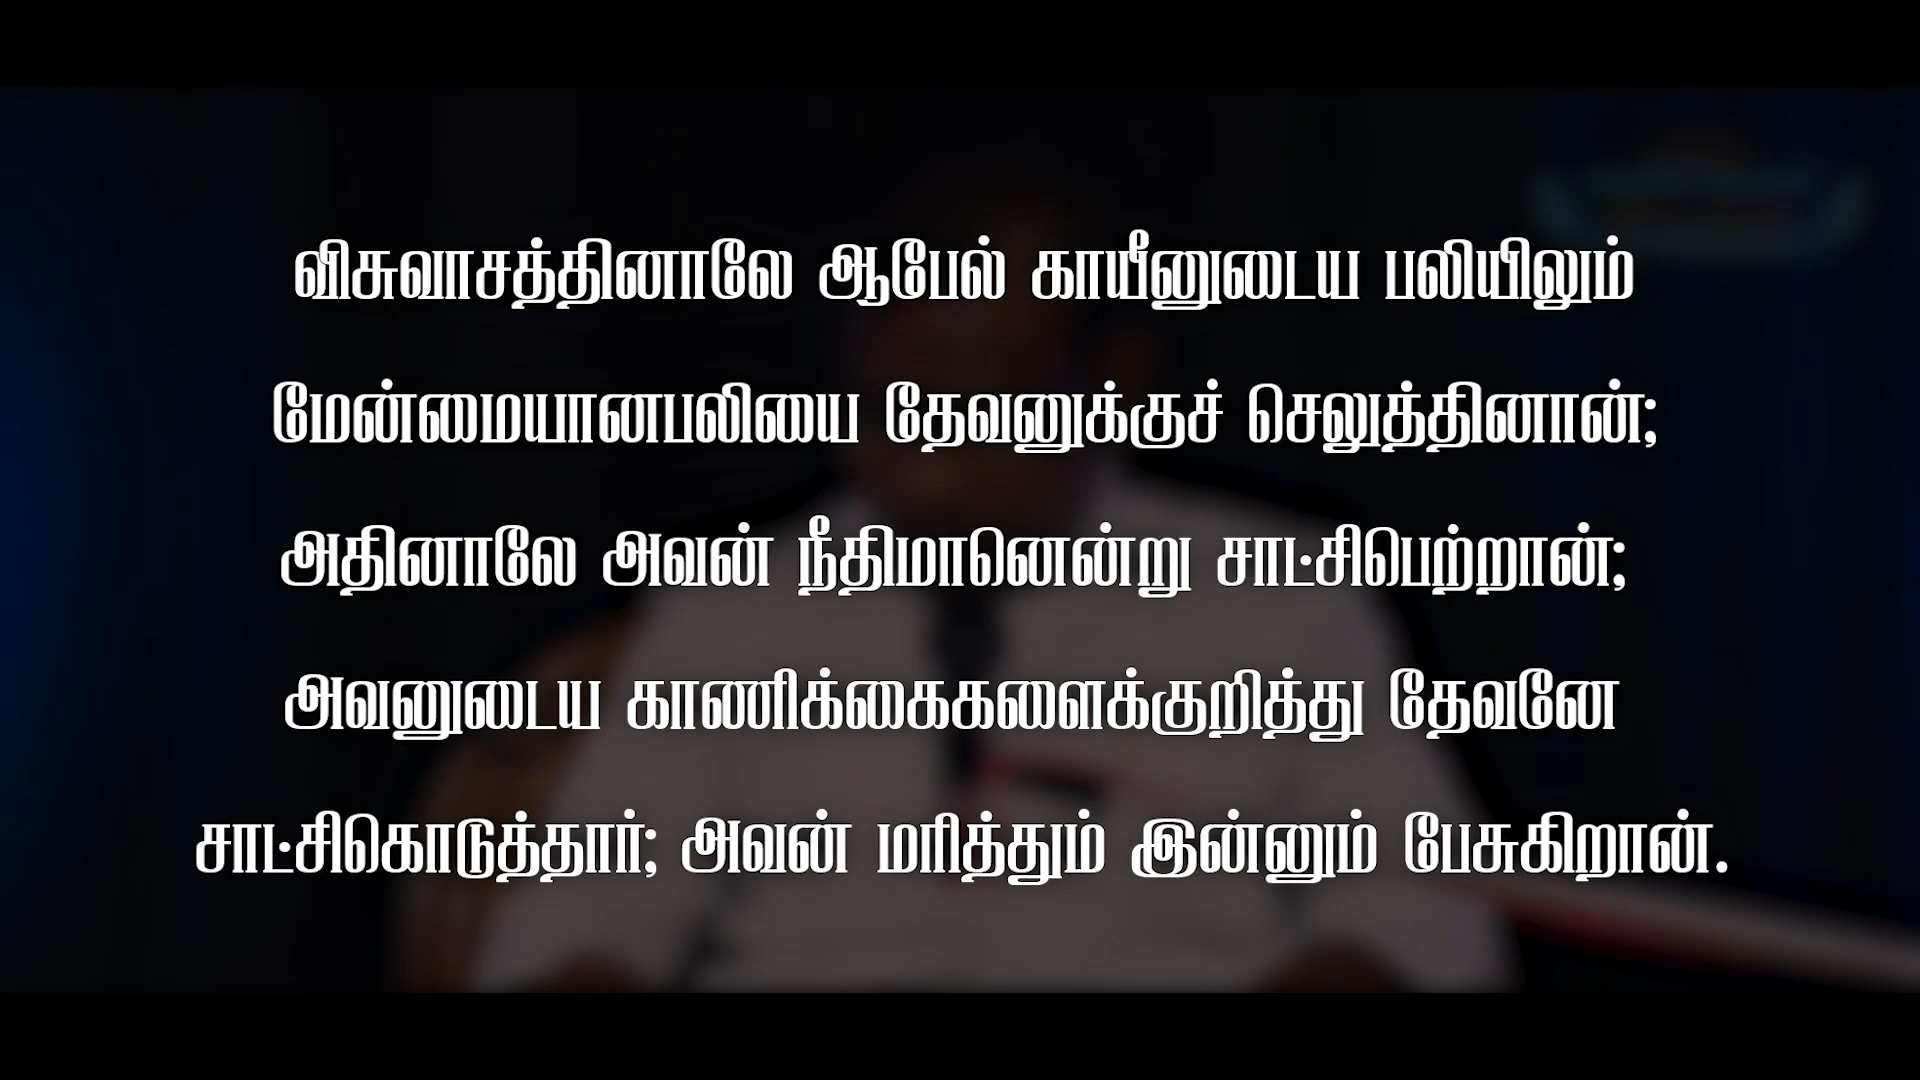 விசுவாசத்தினாலே ஆபேல் காயீனுடைய பலியிலும்
மேன்மையானபலியை தேவனுக்குச் செலுத்தினான்;
அதினாலே அவன் நீதிமானென்று சாட்சிபெற்றான்;
அவனுடைய காணிக்கைகளைக்குறித்து தேவனே
சாட்சிகொடுத்தார்; அவன் மரித்தும் இன்னும் பேசுகிறான்.